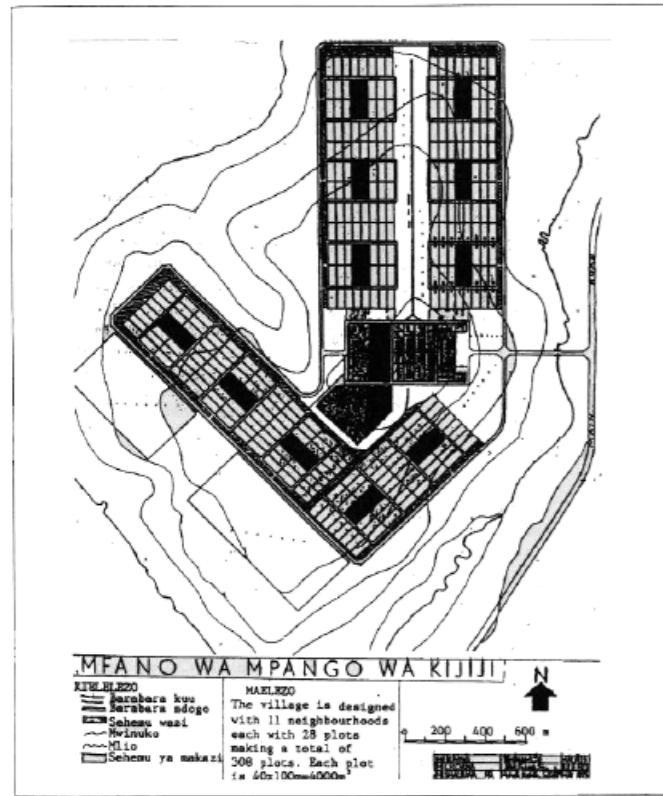 MFANO WA MPANGO WA KIJIJI
N
Barabara kuu
Barabara ndogo
Sehemu wazi
Mwinuko
Mlio
Sehemu ya makazi
MAELEZO
The village is designed
with 11 neighbourhoods
each with 28 plots
making a total of
308 plots. Each plot
is 40x100m=4000m²
0 200 400 600 m